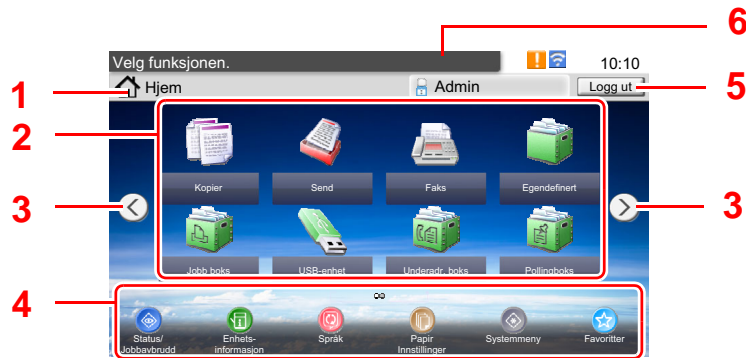 6
Velg funksjonen.
10:10
1
Hjem
Admin
Logg ut
5
2
Kopier
Send
Faks
Egendefinert
3
3
Jobb boks
USB-enhet
Underadr. boks
Pollingboks
4
Status/
Jobbavbrudd
Enhets-
informasjon
Språk
Papir
Innstillinger
Systemmeny
Favoritter